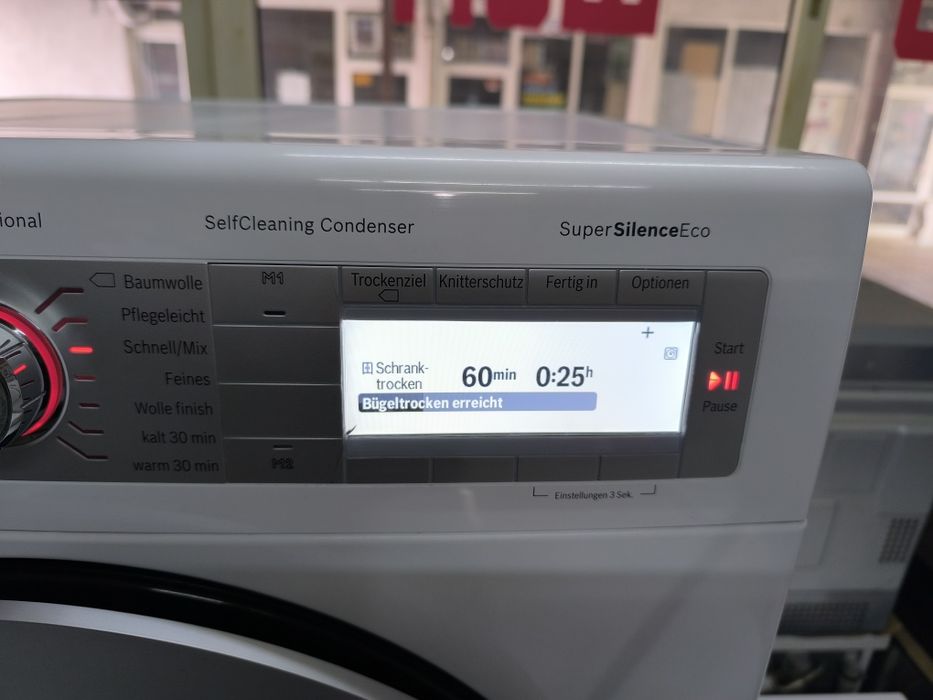 ional
SelfCleaning Condenser
SuperSilenceEco
Baumwolle
Pflegeleicht
Schnell/Mix
Feines
Wolle finish
kalt 30 min
warm 30 min
M1
M2
Trockenziel
Knitterschutz
Fertig in
Optionen
+
Schrank-
trocken
60min
0:25h
Bügeltrocken erreicht
Start
Pause
Einstellungen 3 Sek.